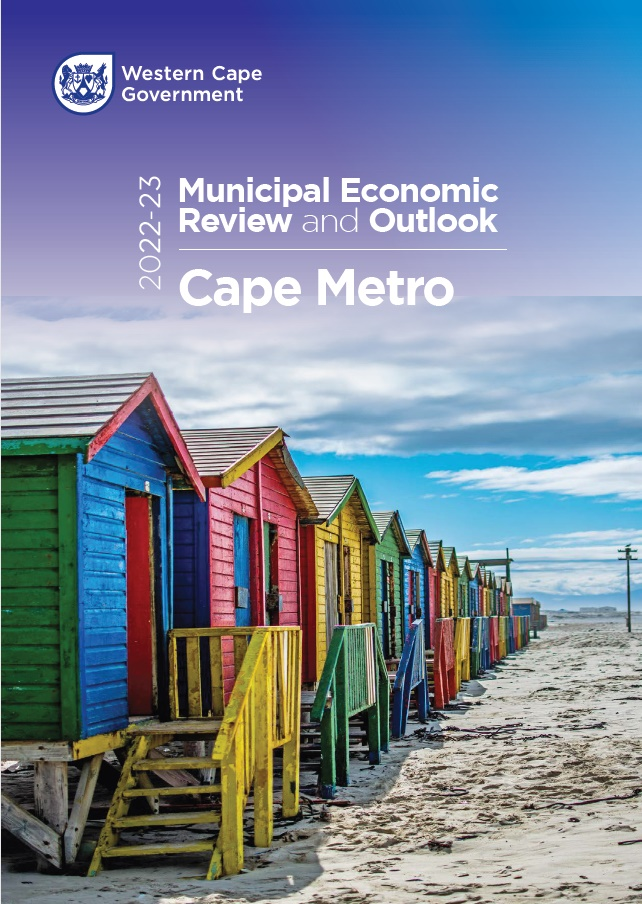 Western Cape
Government
2022-23
Municipal Economic
Review and Outlook
Cape Metro